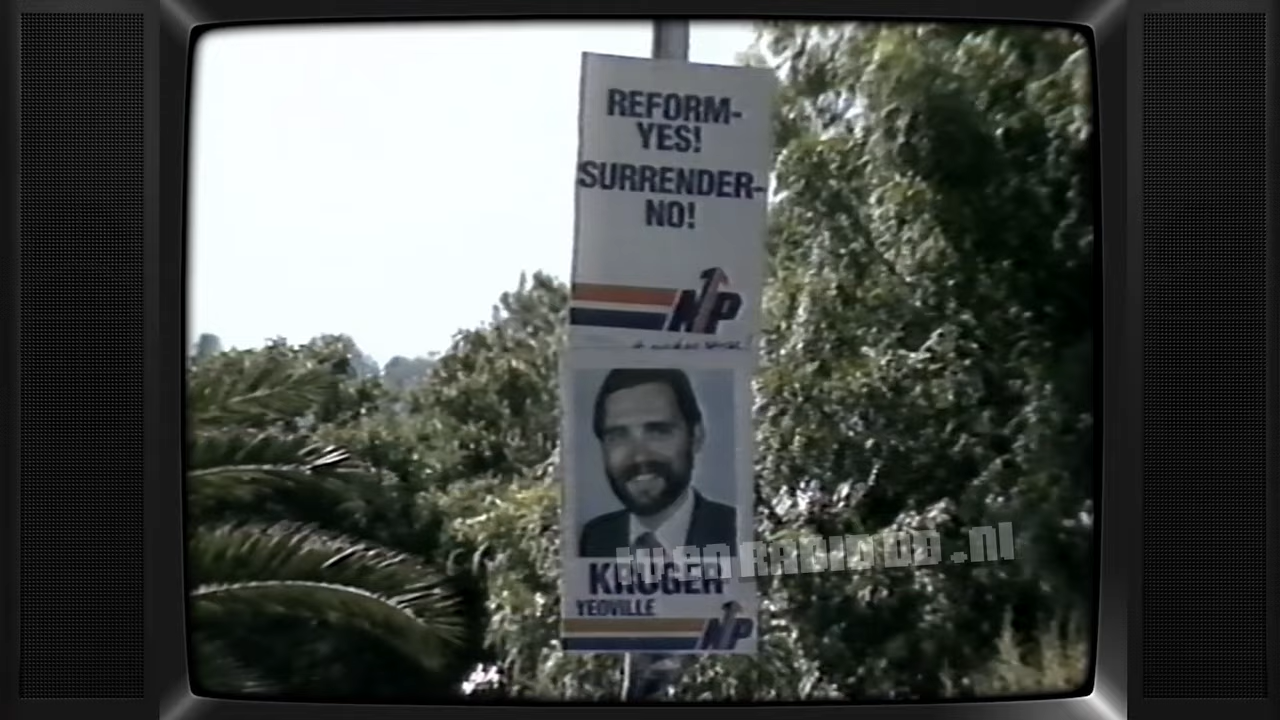 REFORM-
YES!
SURRENDER-
NO!
NP
KRUGER
YEOVILLE
NP